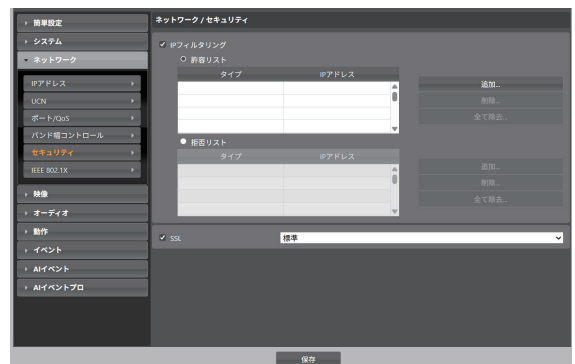 簡単設定
システム
ネットワーク
IPアドレス
UCN
ポート/QoS
バンド幅コントロール
セキュリティ
IEEE 802.1X
映像
オーディオ
動作
イベント
AIイベント
AIイベントプロ
ネットワーク / セキュリティ
IPフィルタリング
許容リスト
タイプ IPアドレス
追加...
削除...
全て除去...
拒否リスト
タイプ IPアドレス
追加...
削除...
全て除去...
SSL 標準
保存